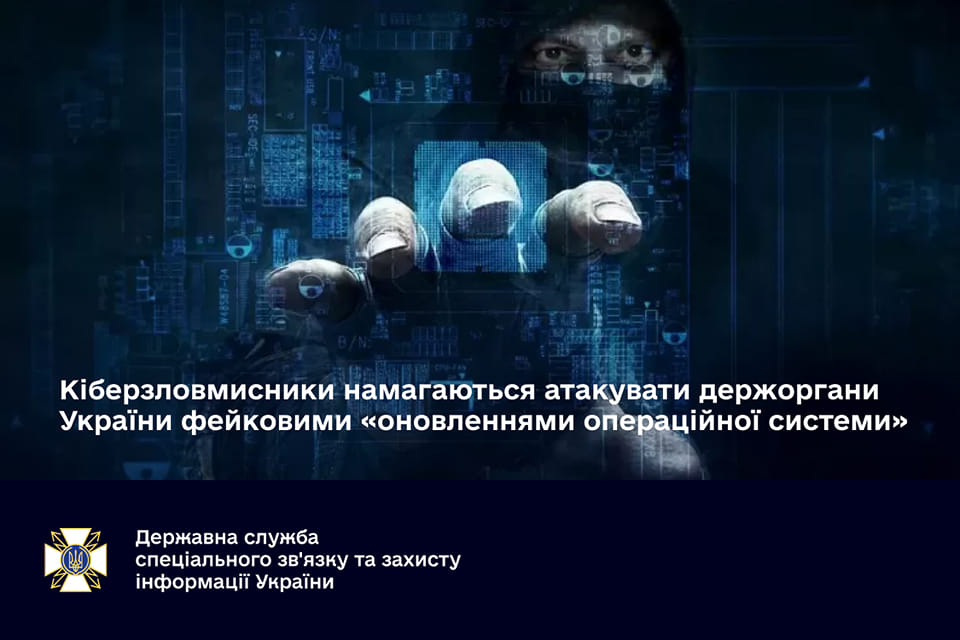 S/N:
B/N:
Кіберзловмисники намагаються атакувати держоргани
України фейковими «оновленнями операційної системи»
Державна служба
спеціального зв'язку та захисту
інформації України